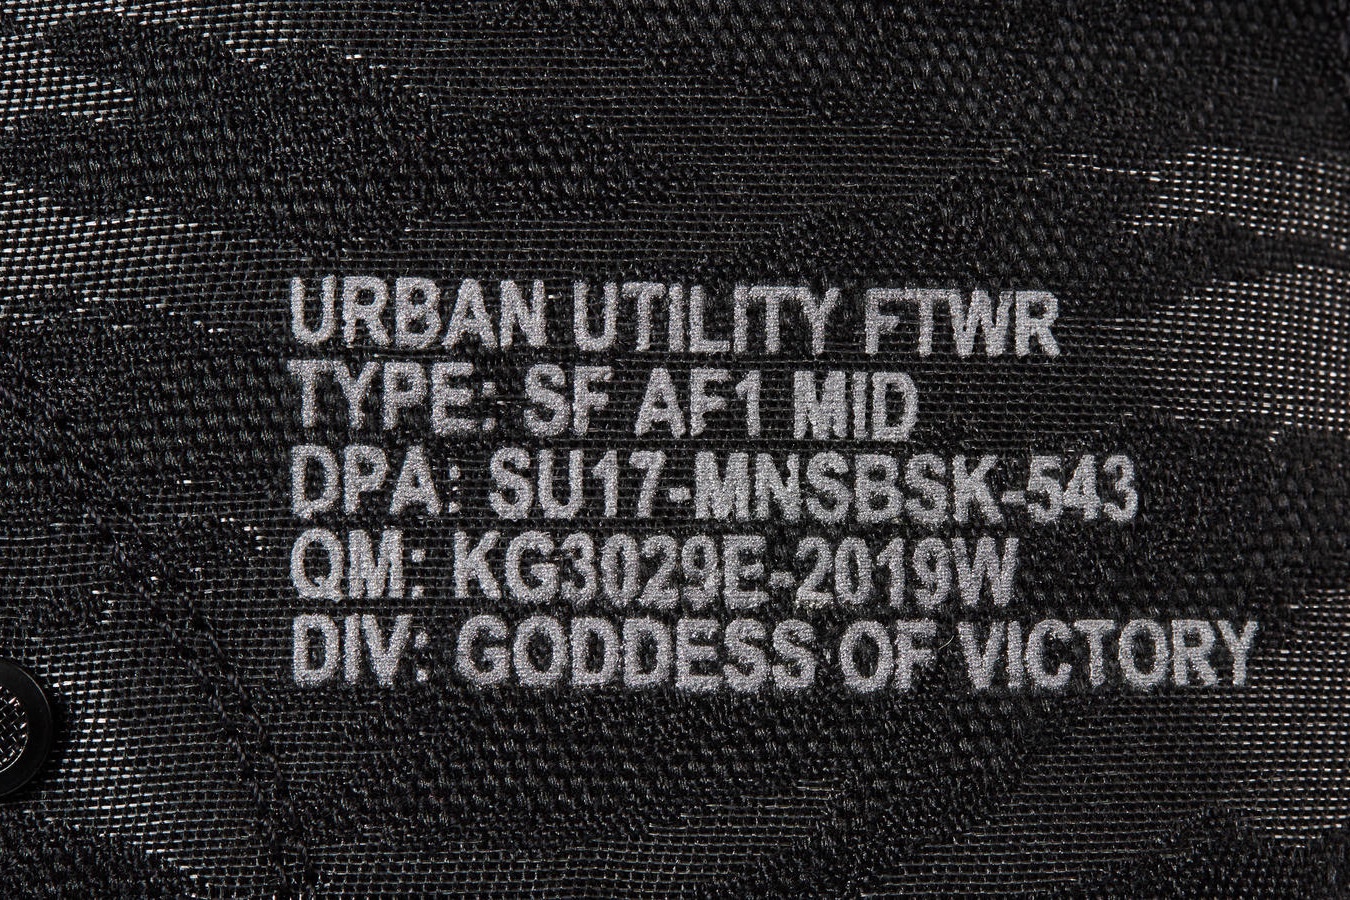 URBAN UTILITY FTWR
TYPE: SF AF1 MID
DPA: SU17-MNSBSK-543
QM: KG3029E-2019W
DIV: GODDESS OF VICTORY